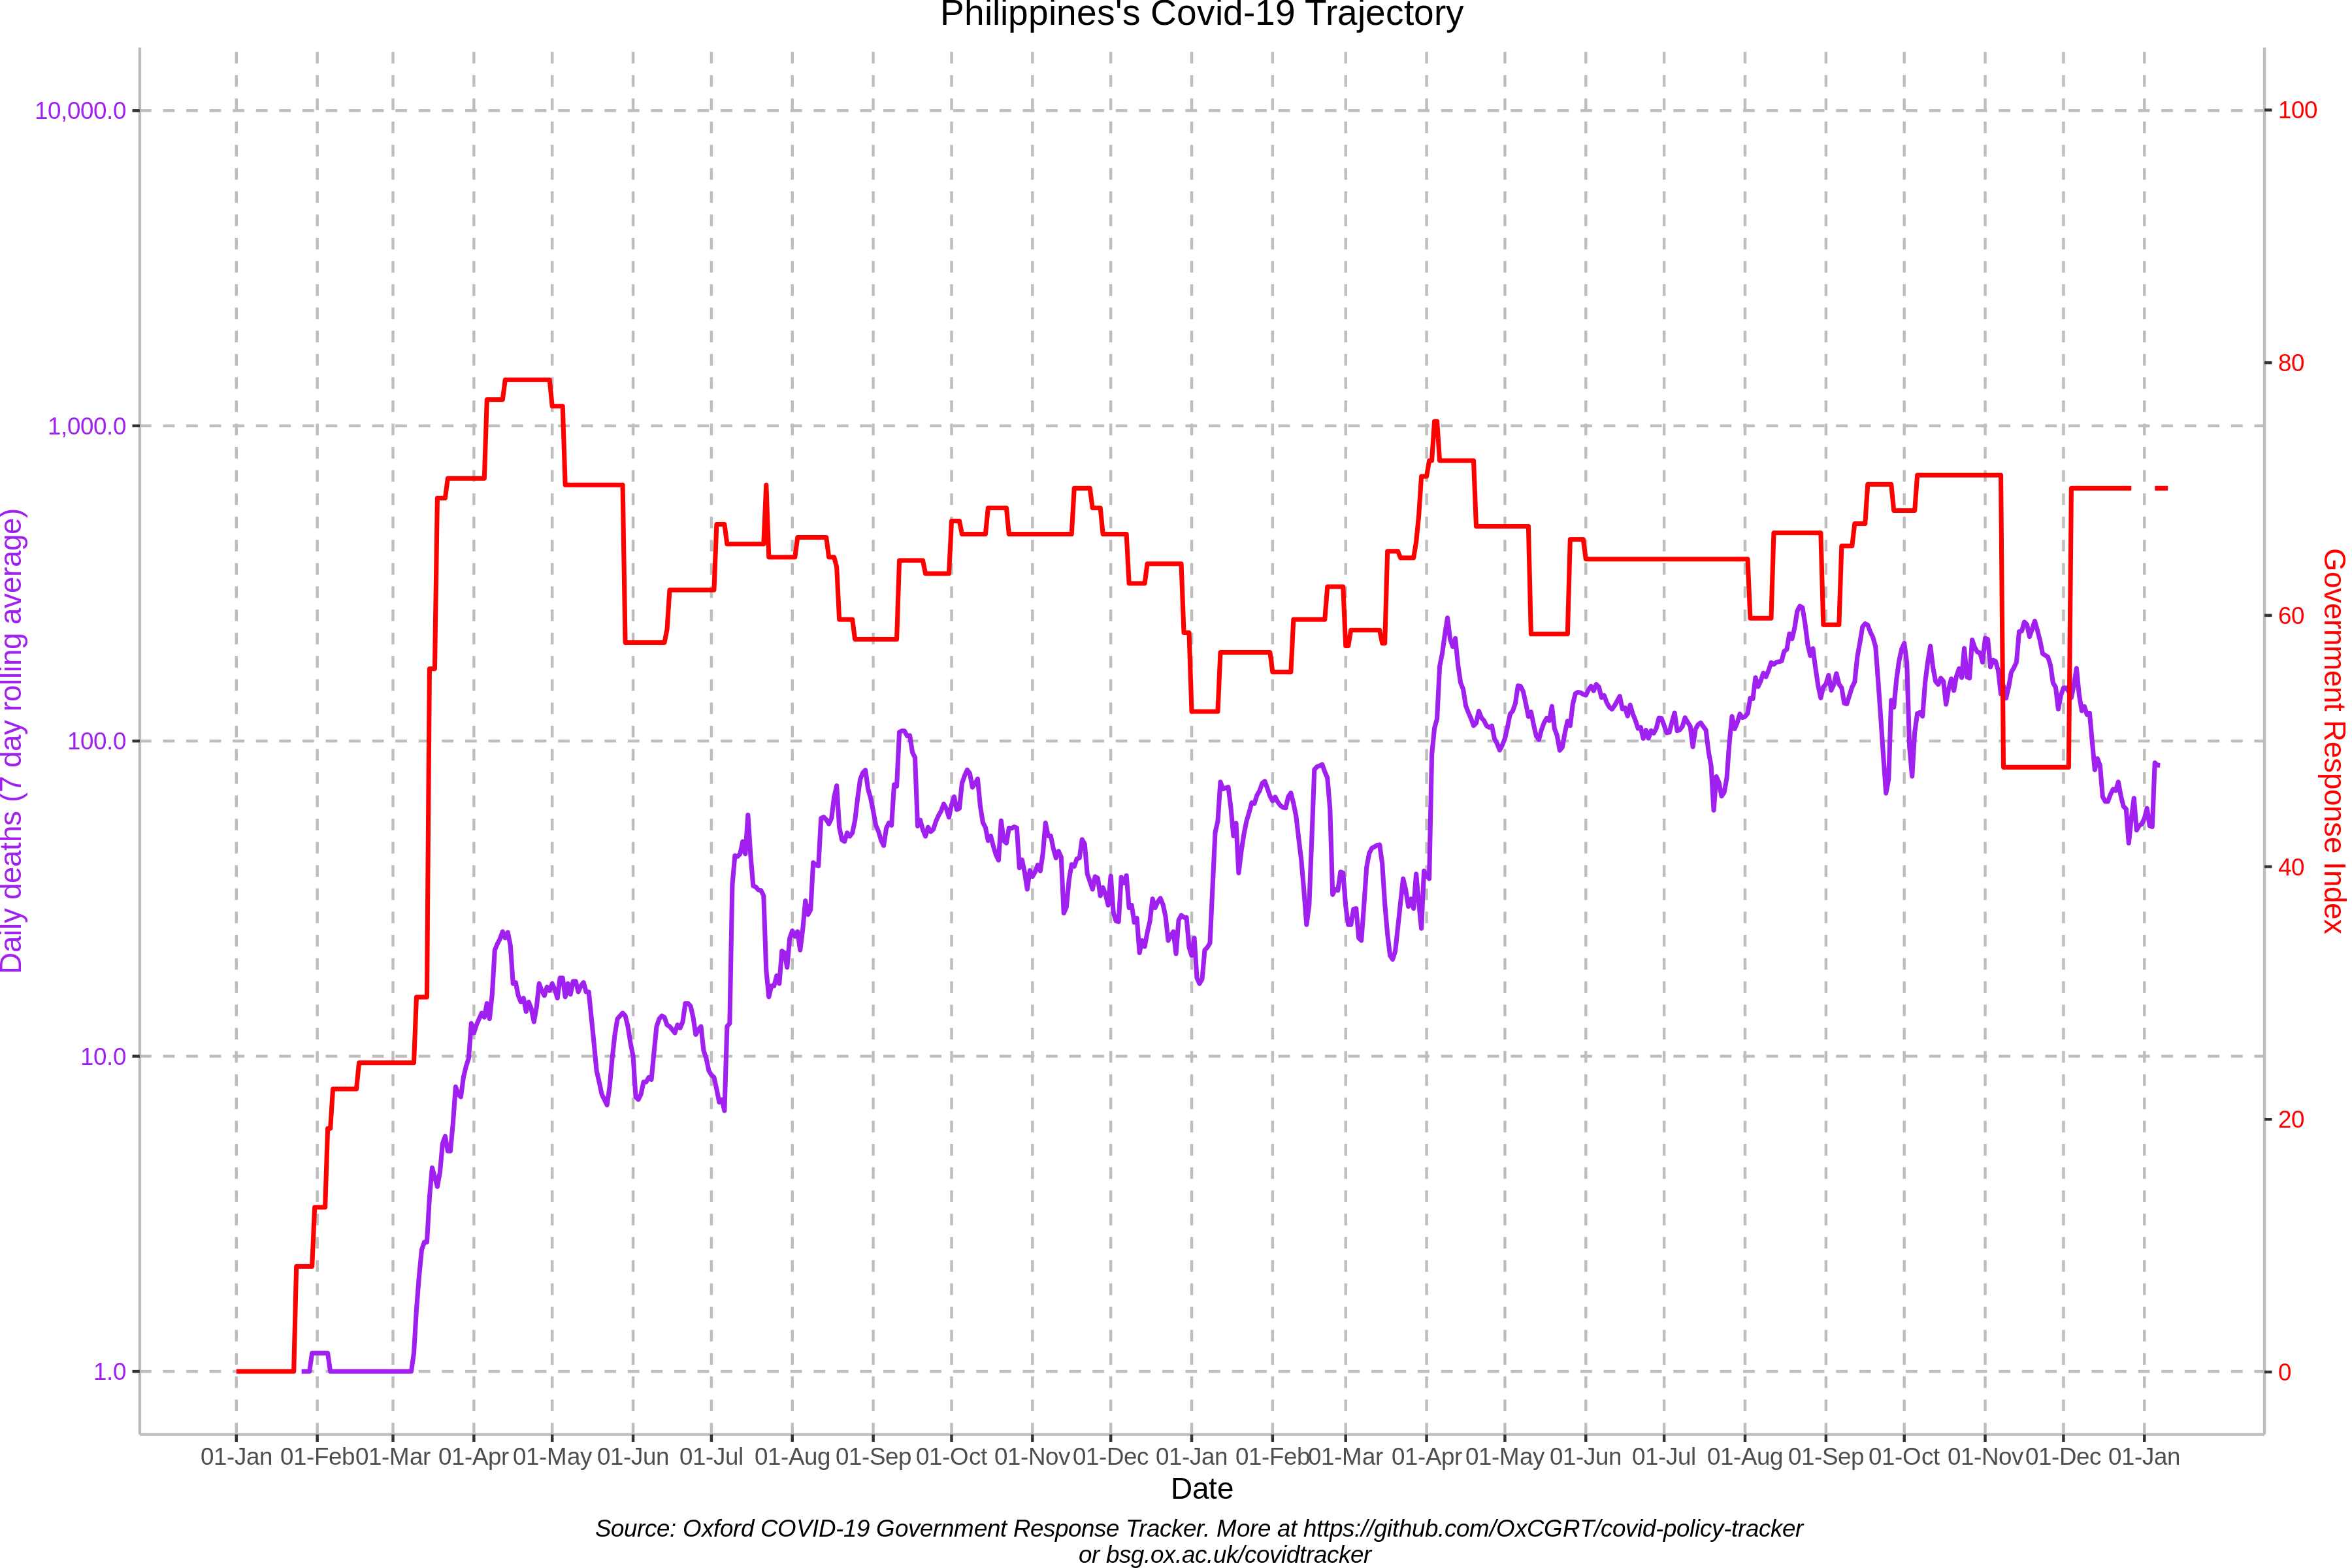 Philippines's Covid-19 Trajectory
10,000.0
1,000.0
100.0
10.0
1.0
Daily deaths (7 day rolling average)
100
80
60
40
20
0
Government Response Index
01-Jan 01-Feb 01-Mar 01-Apr 01-May 01-Jun 01-Jul 01-Aug 01-Sep 01-Oct 01-Nov 01-Dec 01-Jan 01-Feb 01-Mar 01-Apr 01-May 01-Jun 01-Jul 01-Aug 01-Sep 01-Oct 01-Nov 01-Dec 01-Jan
Date
Source: Oxford COVID-19 Government Response Tracker. More at https://github.com/OxCGRT/covid-policy-tracker
or bsg.ox.ac.uk/covidtracker